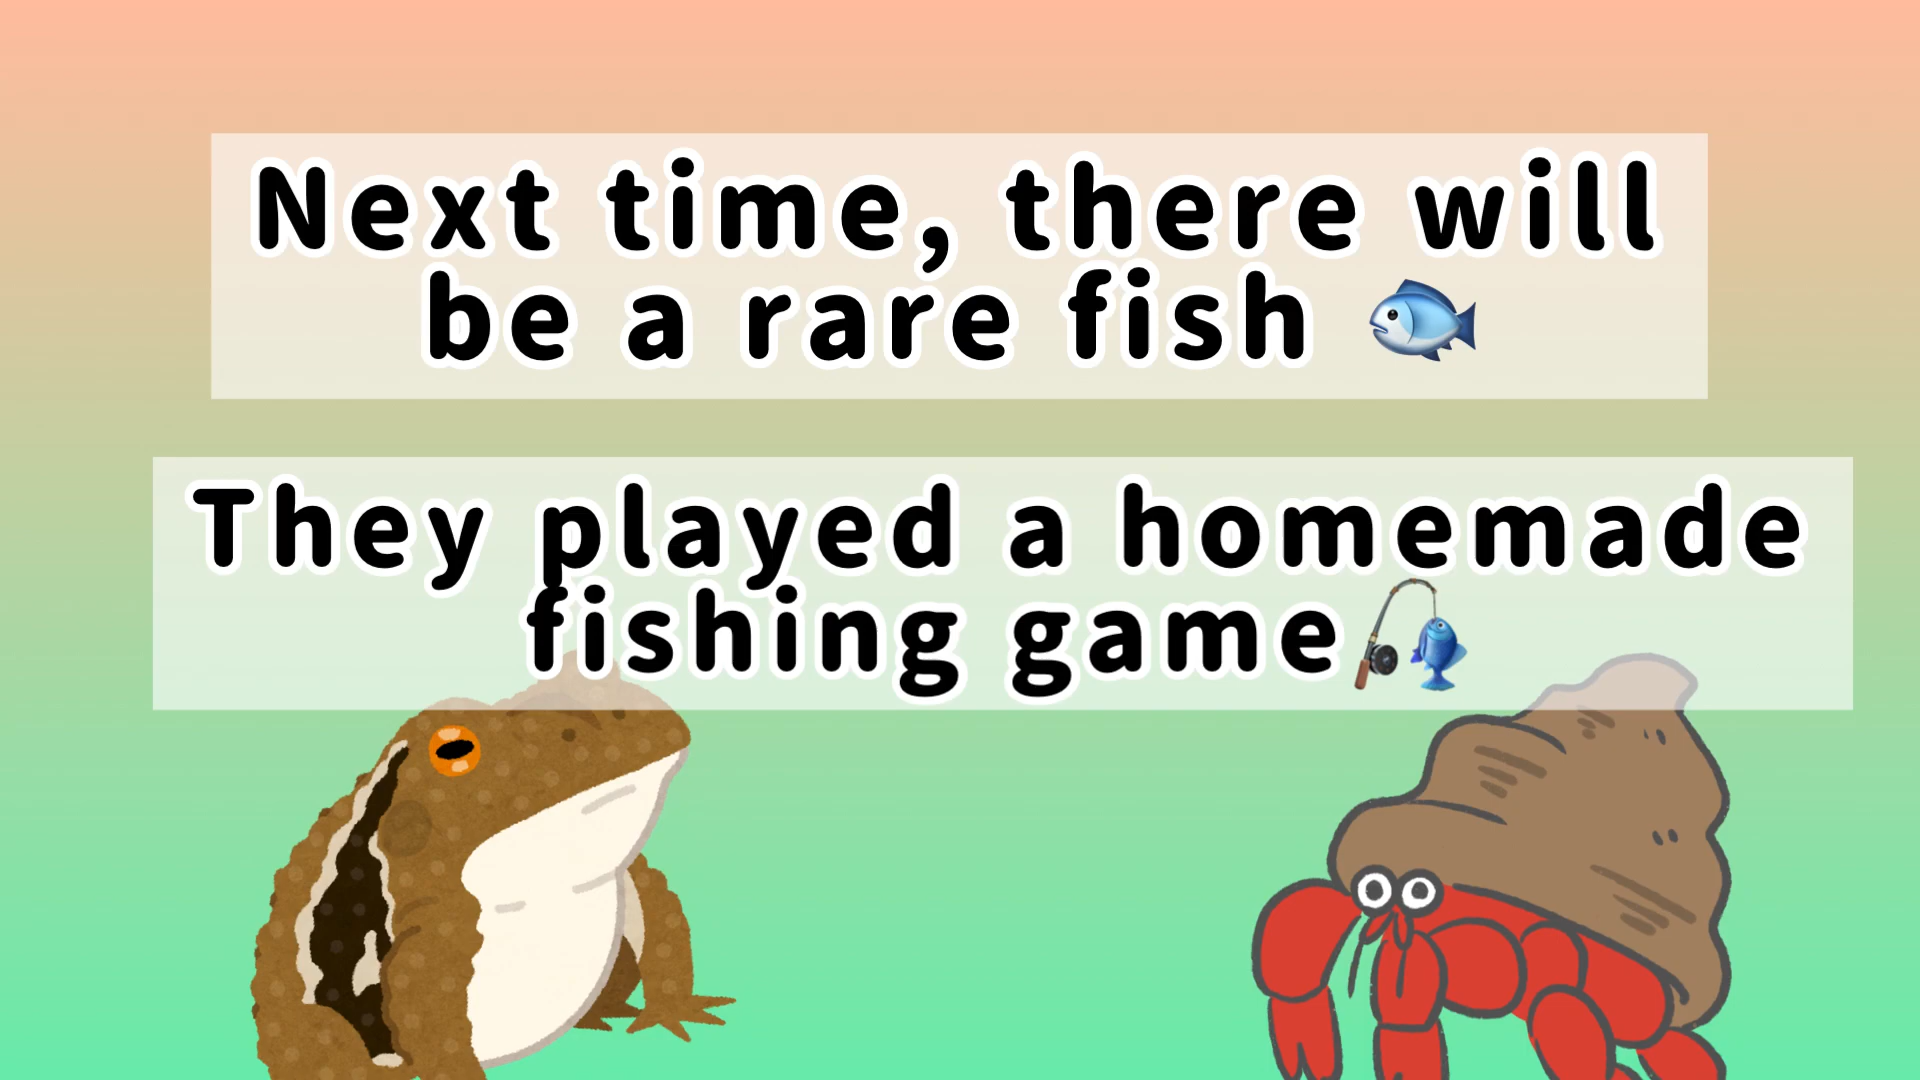 Next time, there will
be a rare fish 🐟
They played a homemade
fishing game🎣